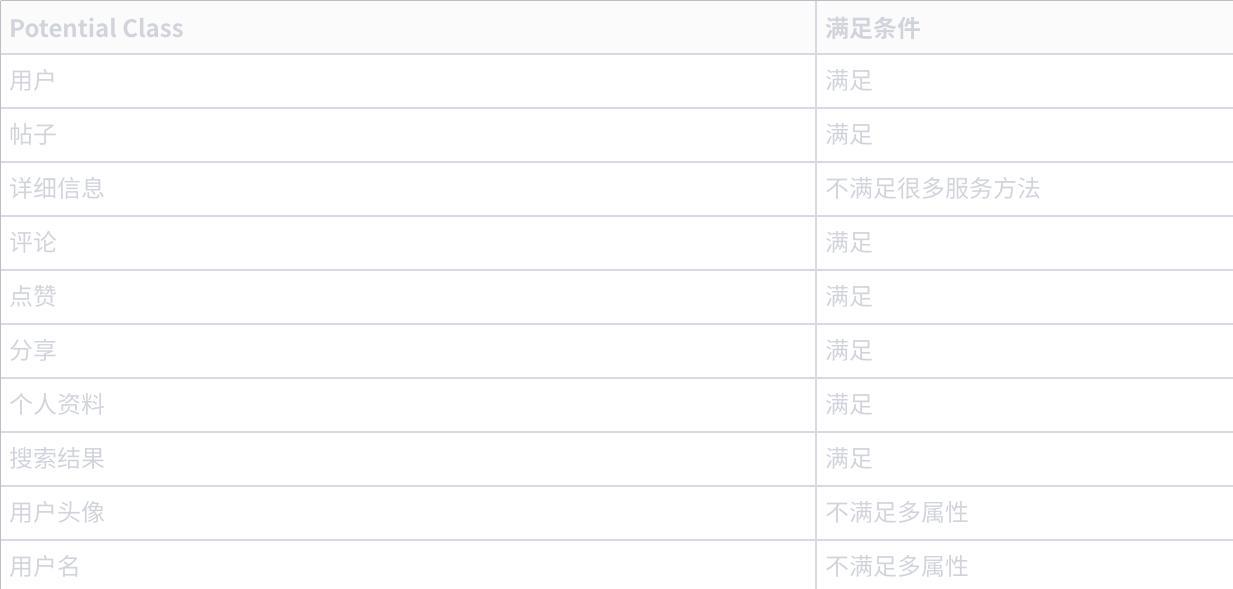 Potential Class 满足条件
用户 满足
帖子 满足
详细信息 不满足很多服务方法
评论 满足
点赞 满足
分享 满足
个人资料 满足
搜索结果 满足
用户头像 不满足多属性
用户名 不满足多属性